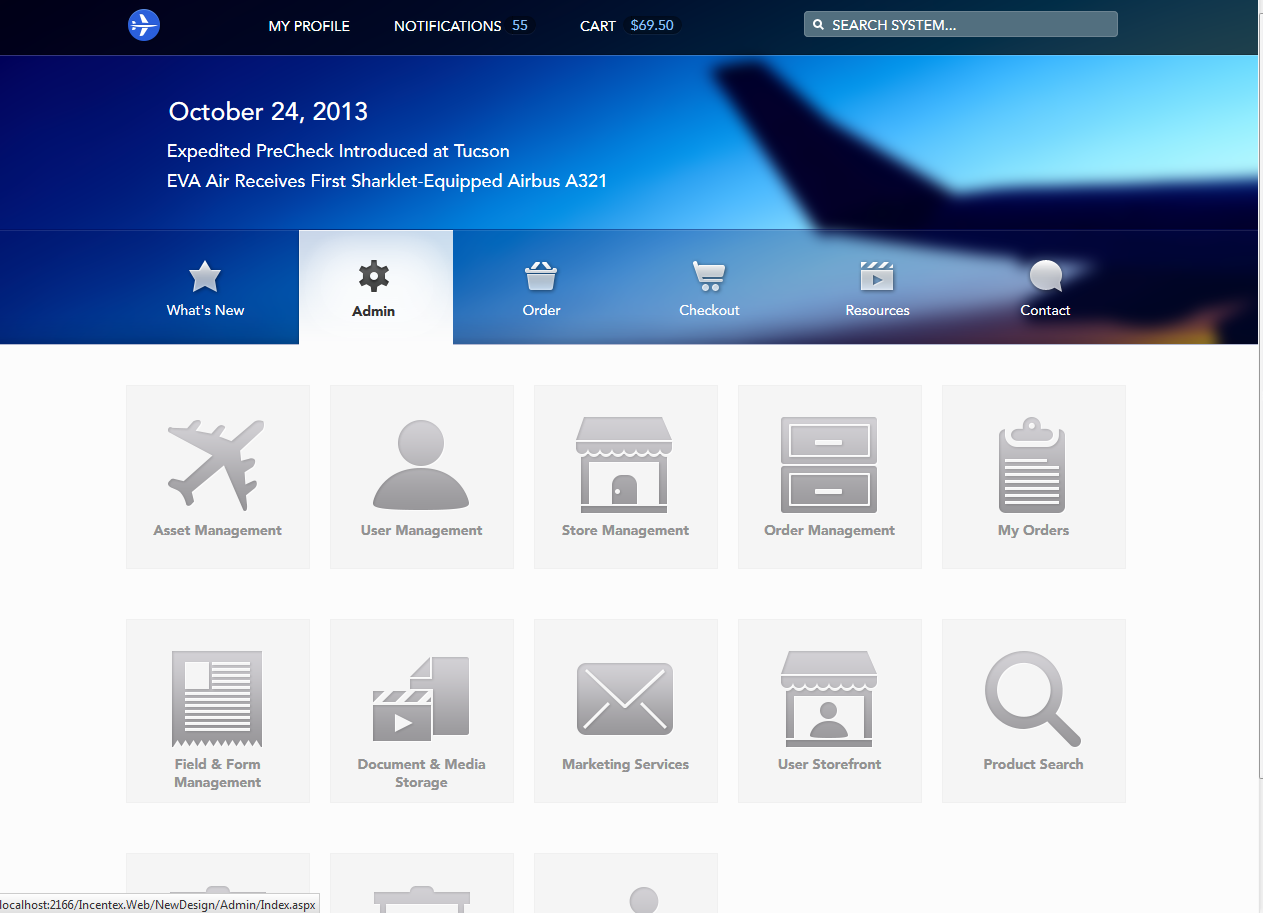 MY PROFILE NOTIFICATIONS 55 CART $69.50 SEARCH SYSTEM...
October 24, 2013
Expedited PreCheck Introduced at Tucson
EVA Air Receives First Sharklet-Equipped Airbus A321
What's New Admin Order Checkout Resources Contact
Asset Management User Management Store Management Order Management My Orders
Field & Form Management
Document & Media Storage
Marketing Services
User Storefront
Product Search
localhost:2166/Incentex.Web/NewDesign/Admin/Index.aspx